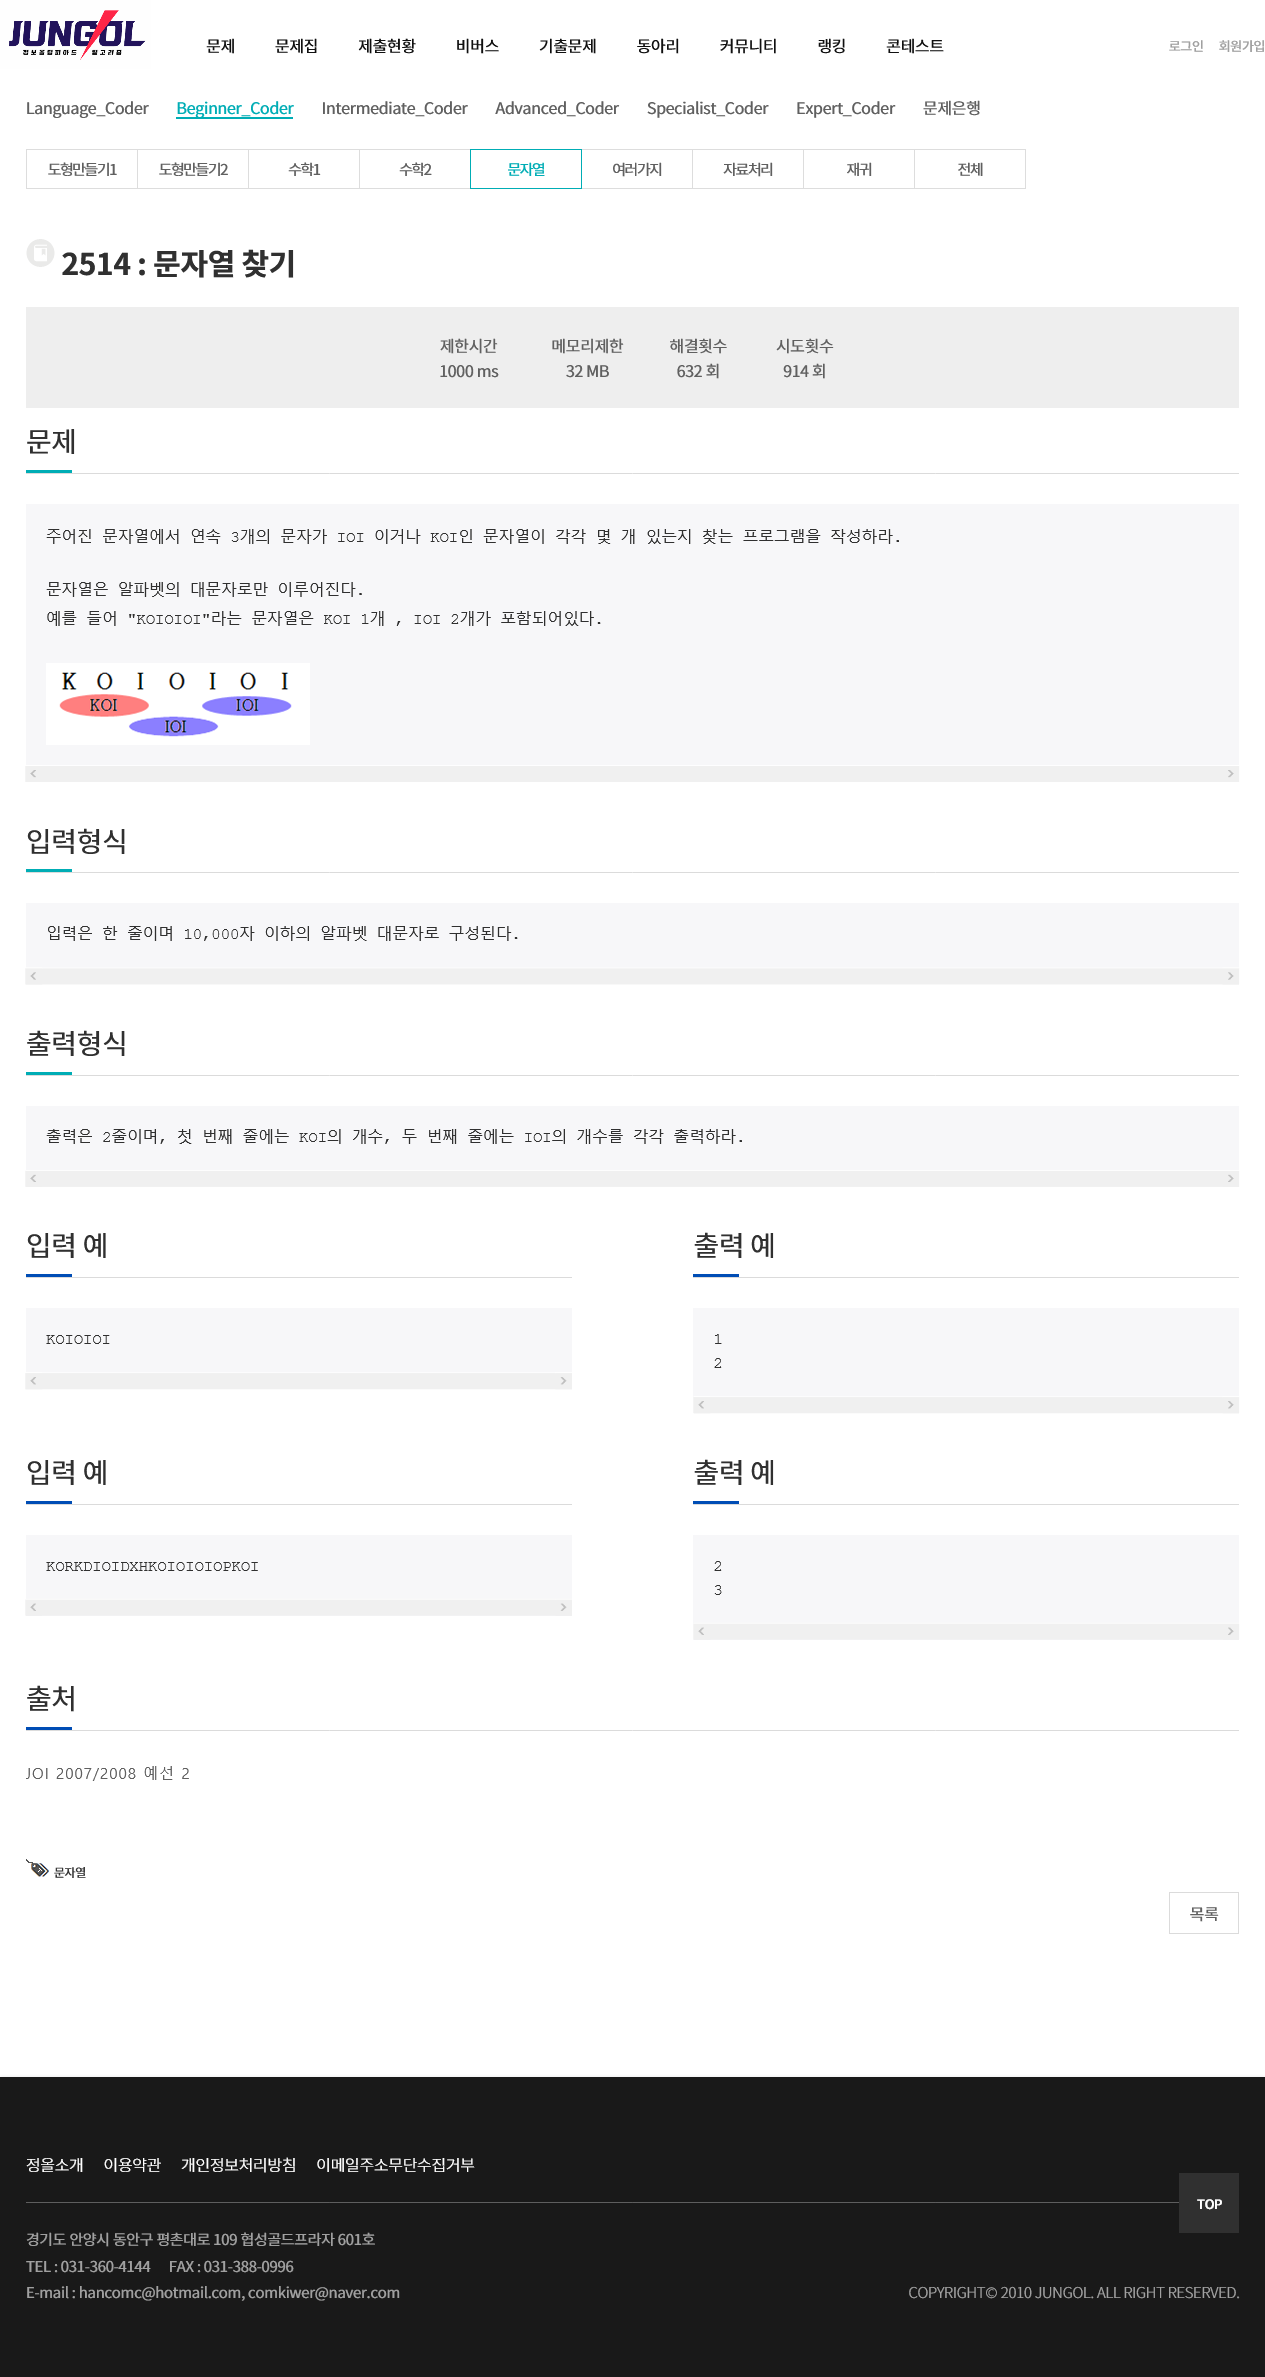 JUNGOL
정보올림피아드 알고리즘
문제 문제집 제출현황 비버스 기출문제 동아리 커뮤니티 랭킹 콘테스트 로그인 회원가입
Language_Coder Beginner_Coder Intermediate_Coder Advanced_Coder Specialist_Coder Expert_Coder 문제은행
도형만들기1 도형만들기2 수학1 수학2 문자열 여러가지 자료처리 재귀 전체
2514 : 문자열 찾기
제한시간 메모리제한 해결횟수 시도횟수
1000 ms 32 MB 632 회 914 회
문제
주어진 문자열에서 연속 3개의 문자가 IOI 이거나 KOI인 문자열이 각각 몇 개 있는지 찾는 프로그램을 작성하라.
문자열은 알파벳의 대문자로만 이루어진다.
예를 들어 "KOIOIOI"라는 문자열은 KOI 1개 , IOI 2개가 포함되어있다.
K O I O I O I
KOI IOI
IOI
입력형식
입력은 한 줄이며 10,000자 이하의 알파벳 대문자로 구성된다.
출력형식
출력은 2줄이며, 첫 번째 줄에는 KOI의 개수, 두 번째 줄에는 IOI의 개수를 각각 출력하라.
입력 예 출력 예
KOIOIOI 1
2
입력 예 출력 예
KORKDIOIDXHKOIOIOIOPKOI 2
3
출처
JOI 2007/2008 예선 2
문자열
목록
정올소개 이용약관 개인정보처리방침 이메일주소무단수집거부
TOP
경기도 안양시 동안구 평촌대로 109 협성골드프라자 601호
TEL : 031-360-4144 FAX : 031-388-0996
E-mail : hancomc@hotmail.com, comkiwer@naver.com COPYRIGHT© 2010 JUNGOL. ALL RIGHT RESERVED.